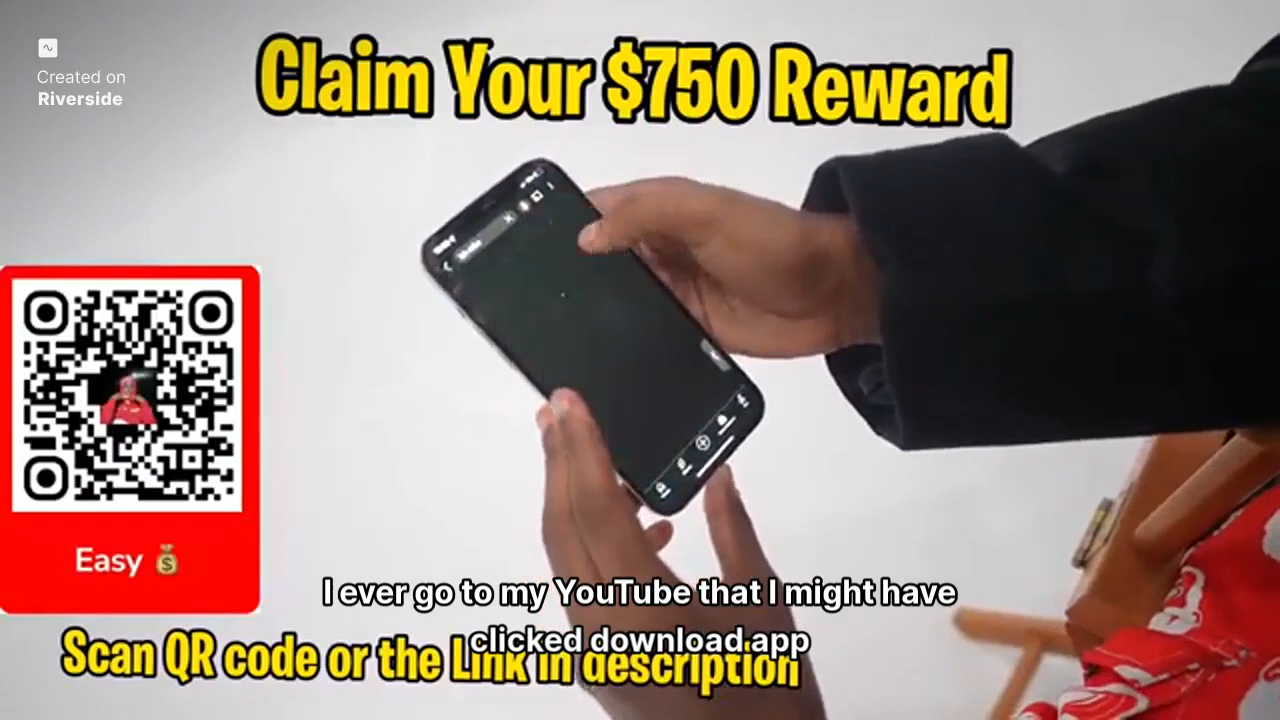 Created on
Riverside
Claim Your $750 Reward
Easy 💰
I ever go to my YouTube that I might have
clicked download app
Scan QR code or the Link in description